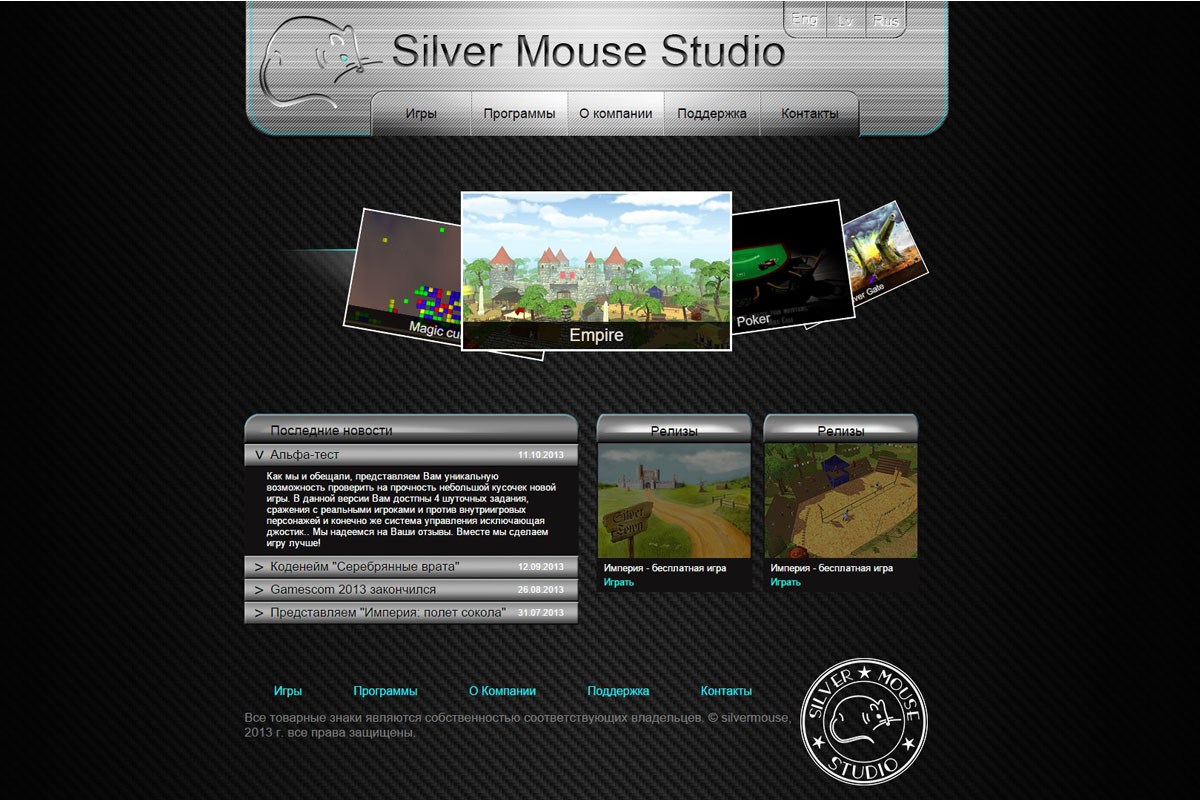 Eng Lv Rus
Silver Mouse Studio
Игры Программы О компании Поддержка Контакты
Magic cu
Empire
Poker
ver Gate
Последние новости
V Альфа-тест 11.10.2013
Как мы и обещали, представляем Вам уникальную
возможность проверить на прочность небольшой кусочек новой
игры. В данной версии Вам достпны 4 шуточных задания,
сражения с реальными игроками и против внутриигровых
персонажей и конечно же система управления исключающая
джостик.. Мы надеемся на Ваши отзывы. Вместе мы сделаем
игру лучше!
> Коденейм "Серебрянные врата" 12.09.2013
> Gamescom 2013 закончился 26.08.2013
> Представляем "Империя: полет сокола" 31.07.2013
Релизы
Silver
Town
Империя - бесплатная игра
Играть
Релизы
Империя - бесплатная игра
Играть
Игры Программы О Компании Поддержка Контакты
Все товарные знаки являются собственностью соответствующих владельцев. © silvermouse,
2013 г. все права защищены.
SILVER ★ MOUSE
★ STUDIO ★